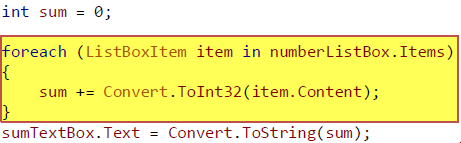 int sum = 0;
foreach (ListBoxItem item in numberListBox.Items)
{
sum += Convert.ToInt32(item.Content);
}
sumTextBox.Text = Convert.ToString(sum);